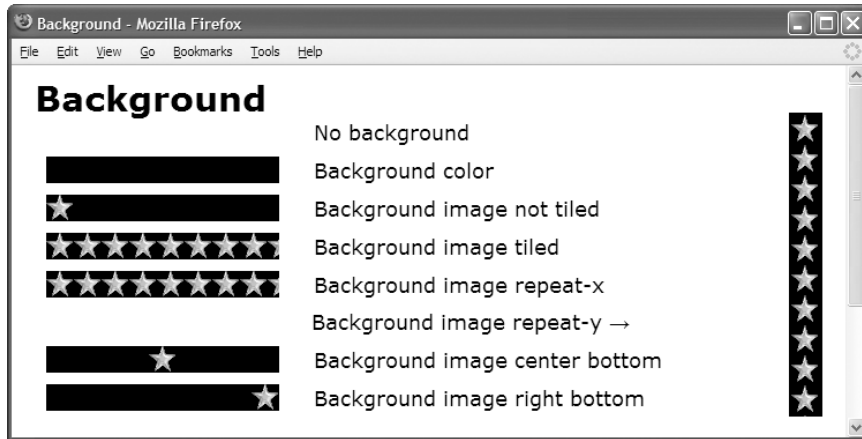 Background - Mozilla Firefox
File Edit View Go Bookmarks Tools Help
Background
No background
Background color
Background image not tiled
Background image tiled
Background image repeat-x
Background image repeat-y →
Background image center bottom
Background image right bottom